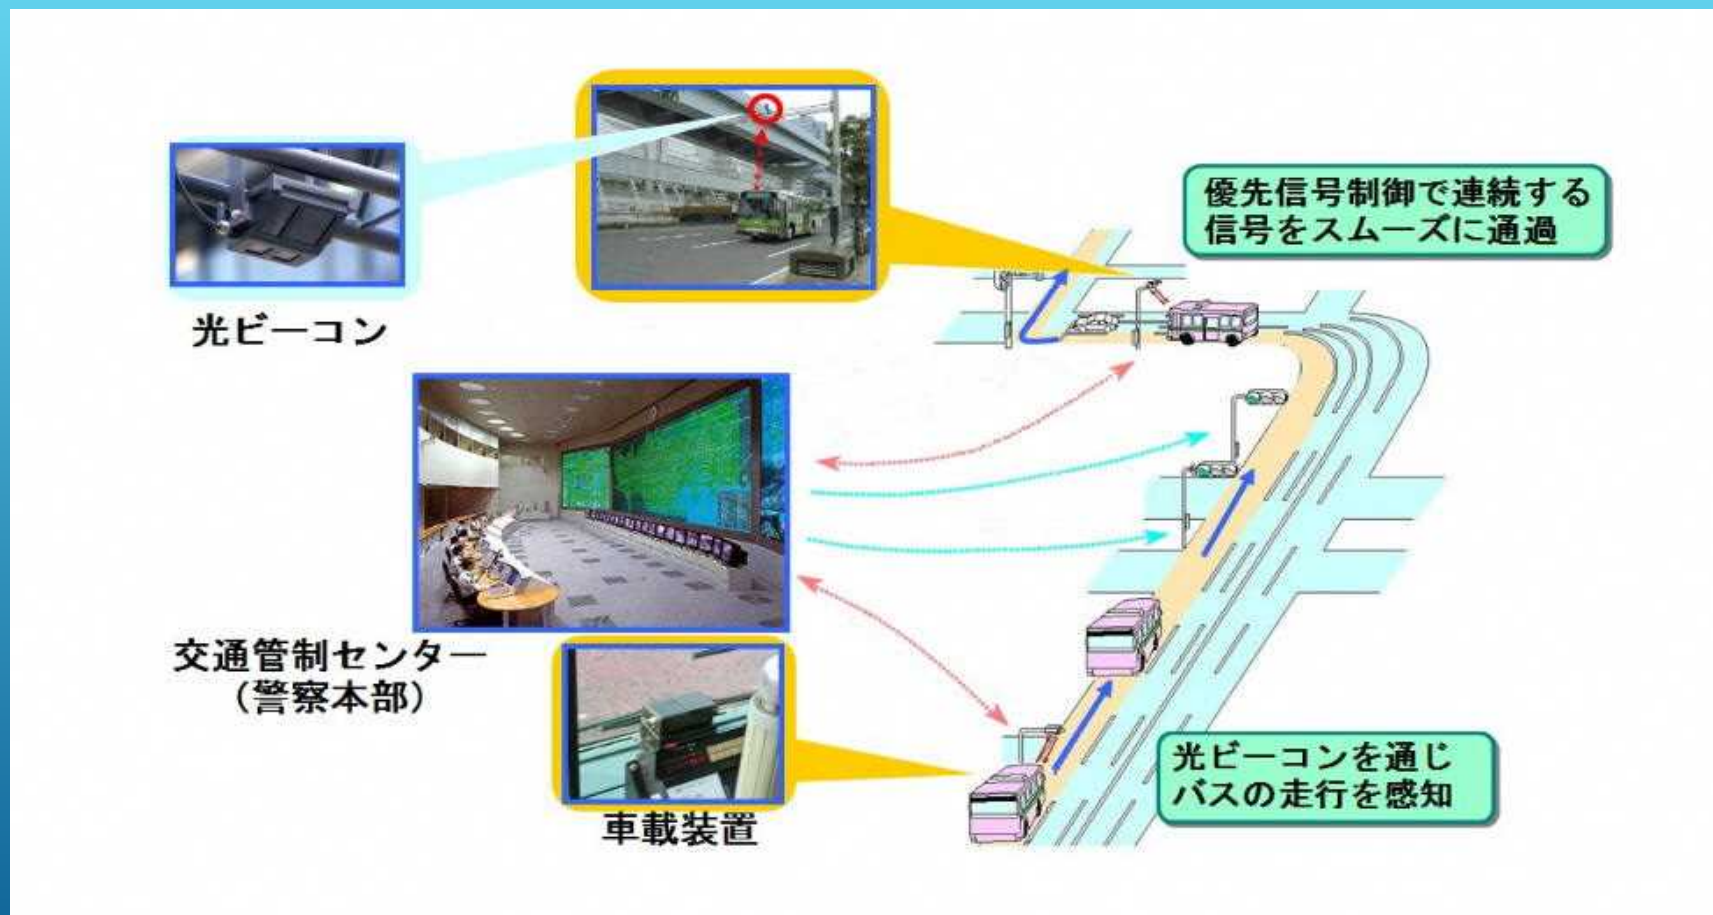 優先信号制御で連続する
信号をスムーズに通過
光ビーコン
交通管制センター
（警察本部）
車載装置
光ビーコンを通じ
バスの走行を感知